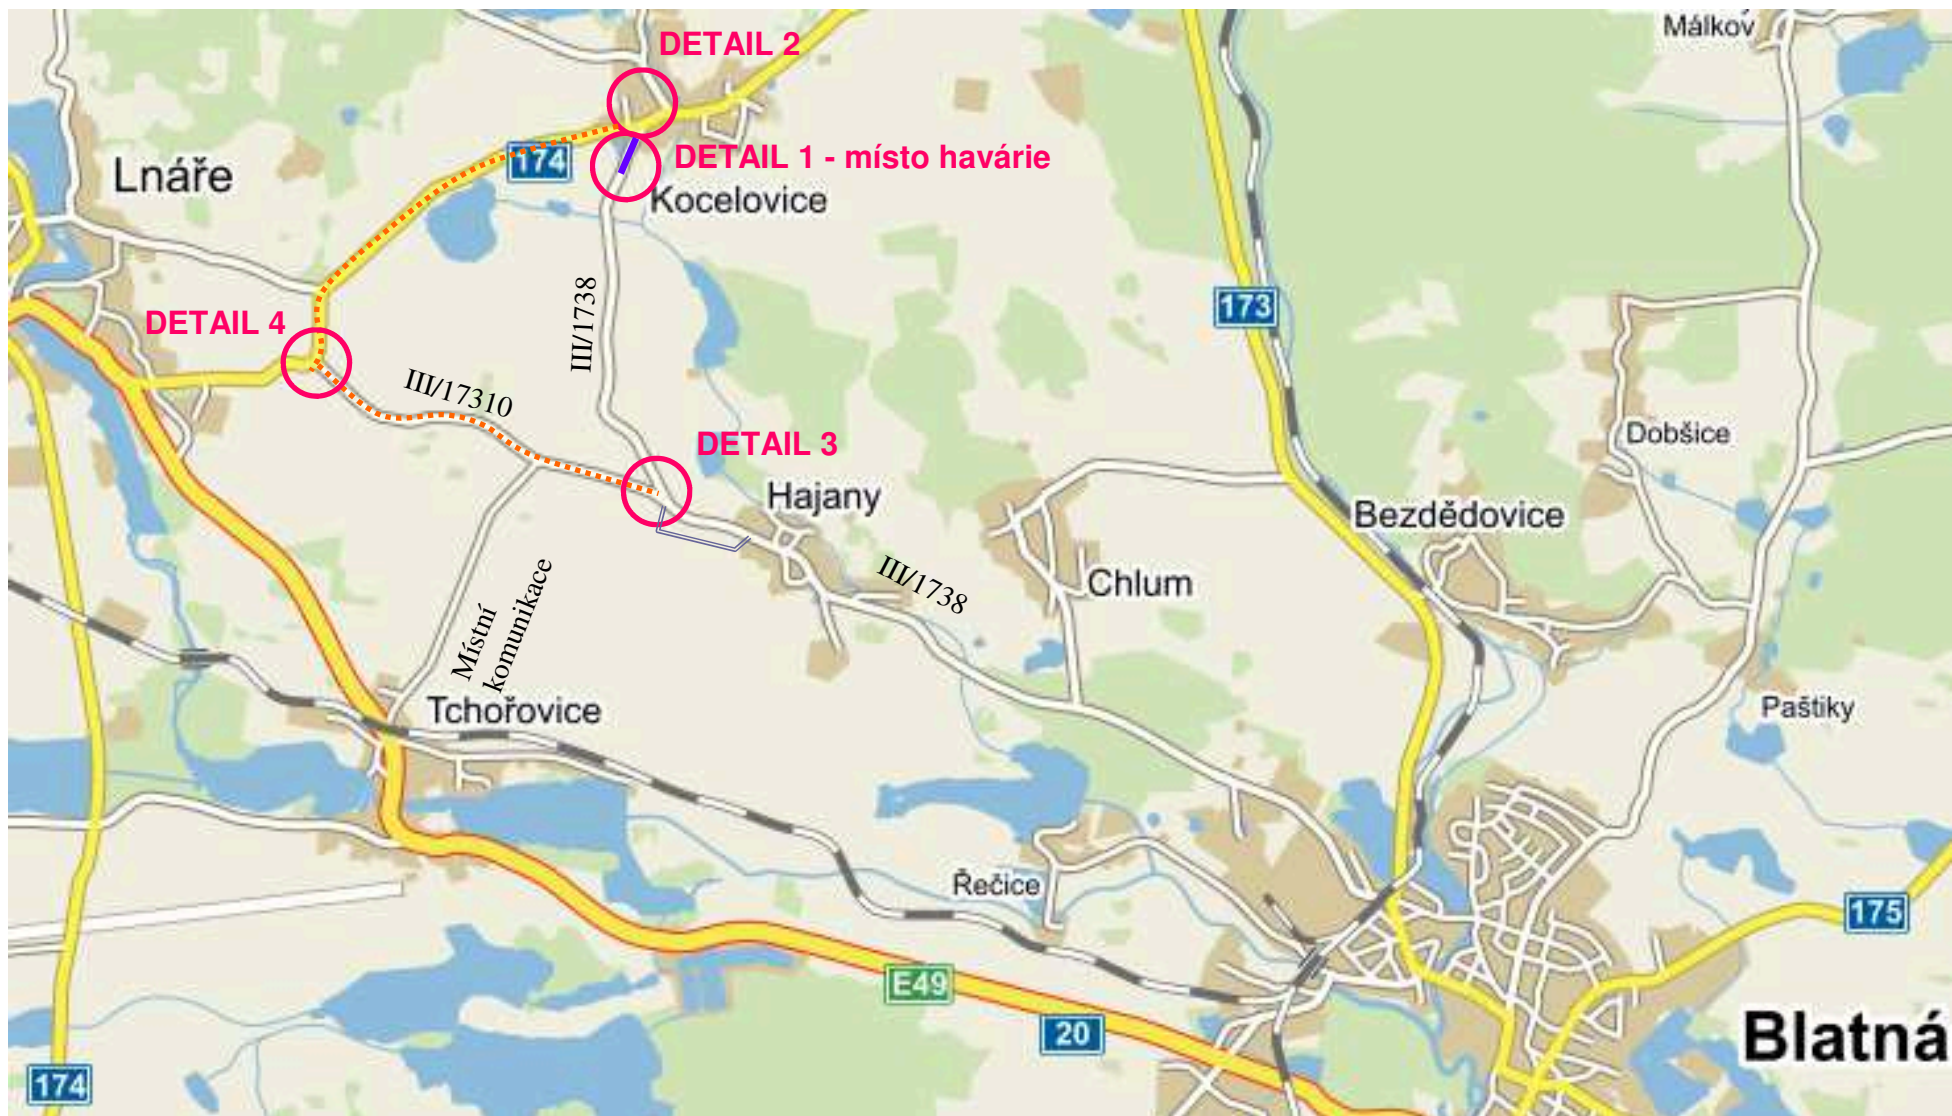 Málkov
DETAIL 2
174
DETAIL 1 - místo havárie
Lnáře
Kocelovice
III/1738
173
DETAIL 4
III/17310
DETAIL 3
Dobšice
Hajany
Bezdědovice
III/1738
Chlum
Místní
komunikace
Tchořovice
Paštiky
Řečice
175
E49
20
Blatná
174